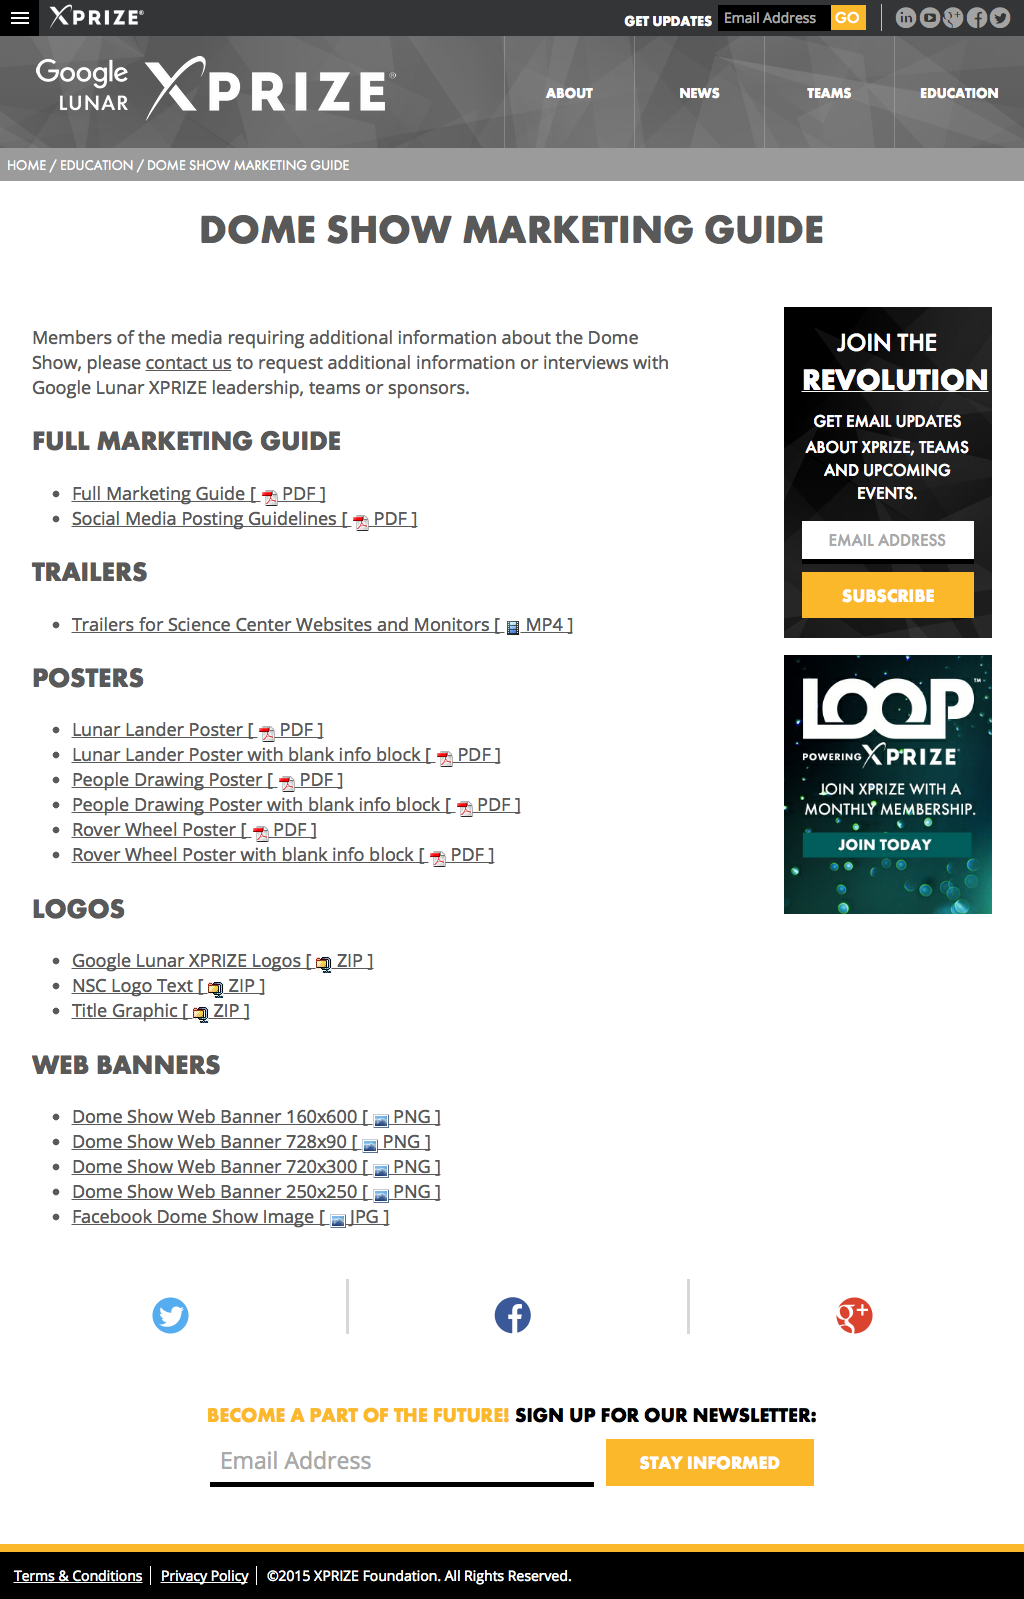 XPRIZE®
GET UPDATES Email Address GO
Google LUNAR XPRIZE®
ABOUT NEWS TEAMS EDUCATION
HOME / EDUCATION / DOME SHOW MARKETING GUIDE
DOME SHOW MARKETING GUIDE
Members of the media requiring additional information about the Dome
Show, please contact us to request additional information or interviews with
Google Lunar XPRIZE leadership, teams or sponsors.
FULL MARKETING GUIDE
Full Marketing Guide [ PDF ]
Social Media Posting Guidelines [ PDF ]
TRAILERS
Trailers for Science Center Websites and Monitors [ MP4 ]
POSTERS
Lunar Lander Poster [ PDF ]
Lunar Lander Poster with blank info block [ PDF ]
People Drawing Poster [ PDF ]
People Drawing Poster with blank info block [ PDF ]
Rover Wheel Poster [ PDF ]
Rover Wheel Poster with blank info block [ PDF ]
LOGOS
Google Lunar XPRIZE Logos [ ZIP ]
NSC Logo Text [ ZIP ]
Title Graphic [ ZIP ]
WEB BANNERS
Dome Show Web Banner 160x600 [ PNG ]
Dome Show Web Banner 728x90 [ PNG ]
Dome Show Web Banner 720x300 [ PNG ]
Dome Show Web Banner 250x250 [ PNG ]
Facebook Dome Show Image [ JPG ]
JOIN THE
REVOLUTION
GET EMAIL UPDATES
ABOUT XPRIZE, TEAMS
AND UPCOMING
EVENTS.
EMAIL ADDRESS
SUBSCRIBE
LOOP™
POWERING XPRIZE
JOIN XPRIZE WITH A
MONTHLY MEMBERSHIP.
JOIN TODAY
BECOME A PART OF THE FUTURE! SIGN UP FOR OUR NEWSLETTER:
Email Address STAY INFORMED
Terms & Conditions Privacy Policy ©2015 XPRIZE Foundation. All Rights Reserved.